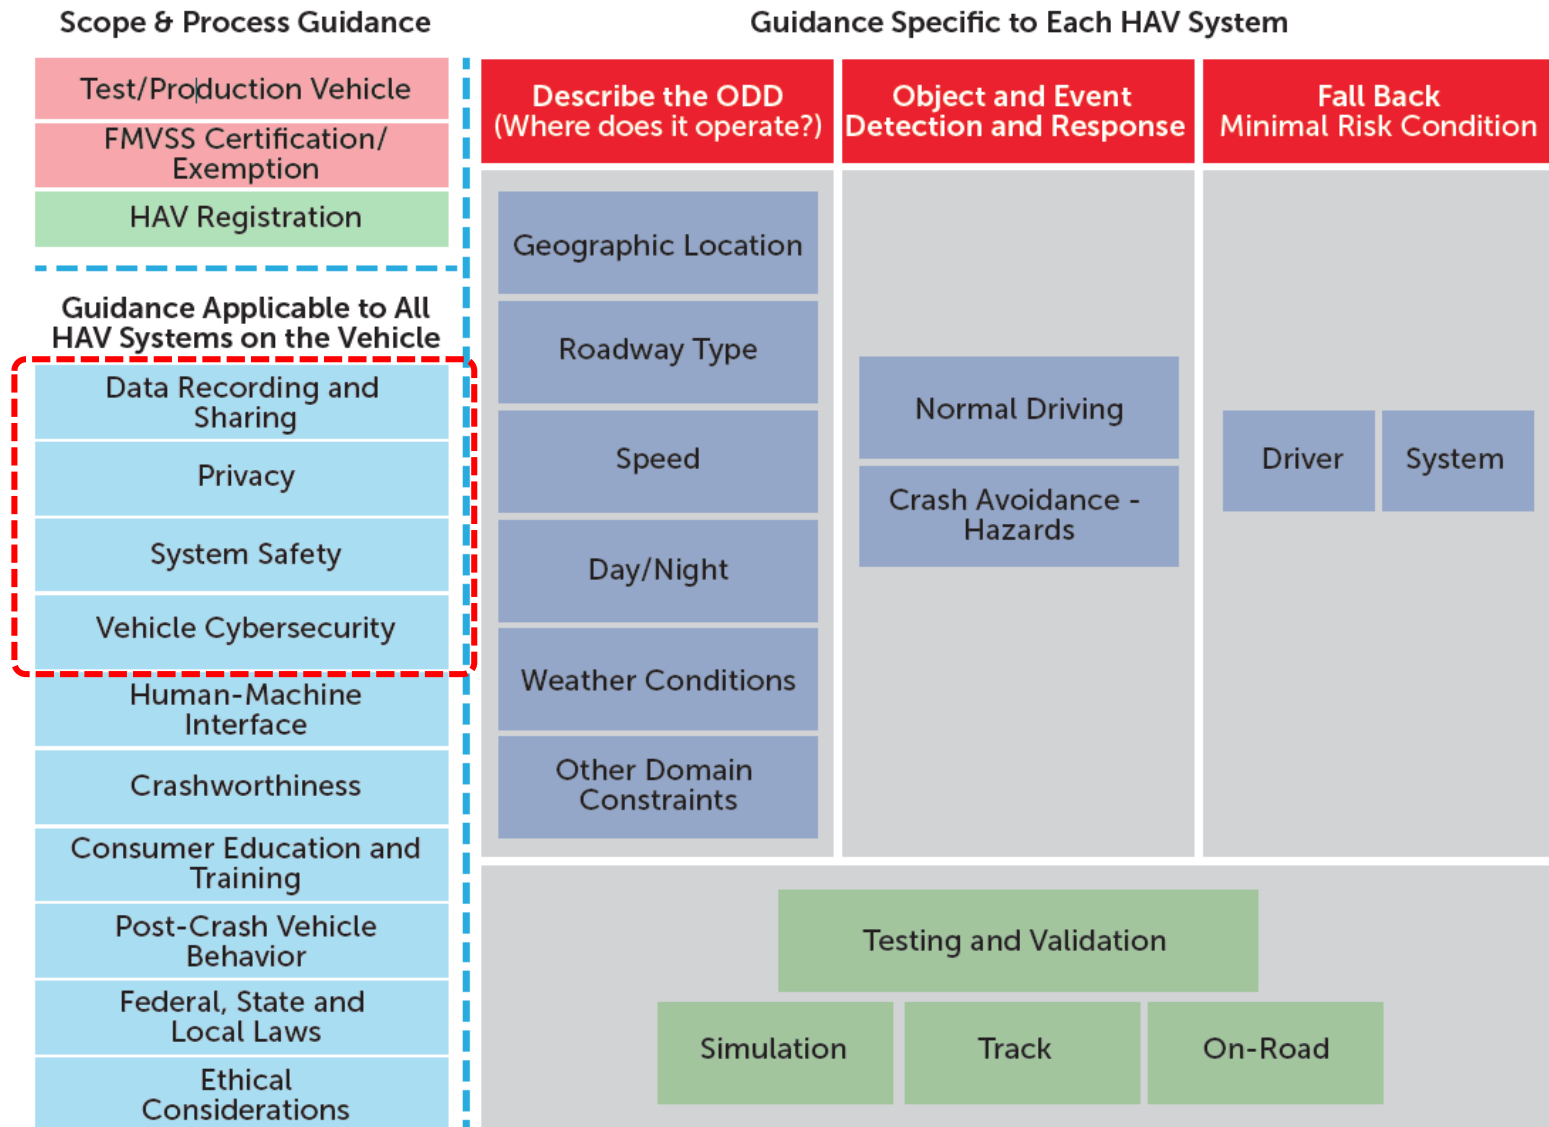 Scope & Process Guidance
Test/Production Vehicle
FMVSS Certification/
Exemption
HAV Registration
Guidance Applicable to All
HAV Systems on the Vehicle
Data Recording and
Sharing
Privacy
System Safety
Vehicle Cybersecurity
Human-Machine
Interface
Crashworthiness
Consumer Education and
Training
Post-Crash Vehicle
Behavior
Federal, State and
Local Laws
Ethical
Considerations
Guidance Specific to Each HAV System
Describe the ODD
(Where does it operate?)
Geographic Location
Roadway Type
Speed
Day/Night
Weather Conditions
Other Domain
Constraints
Object and Event
Detection and Response
Normal Driving
Crash Avoidance -
Hazards
Fall Back
Minimal Risk Condition
Driver
System
Testing and Validation
Simulation
Track
On-Road